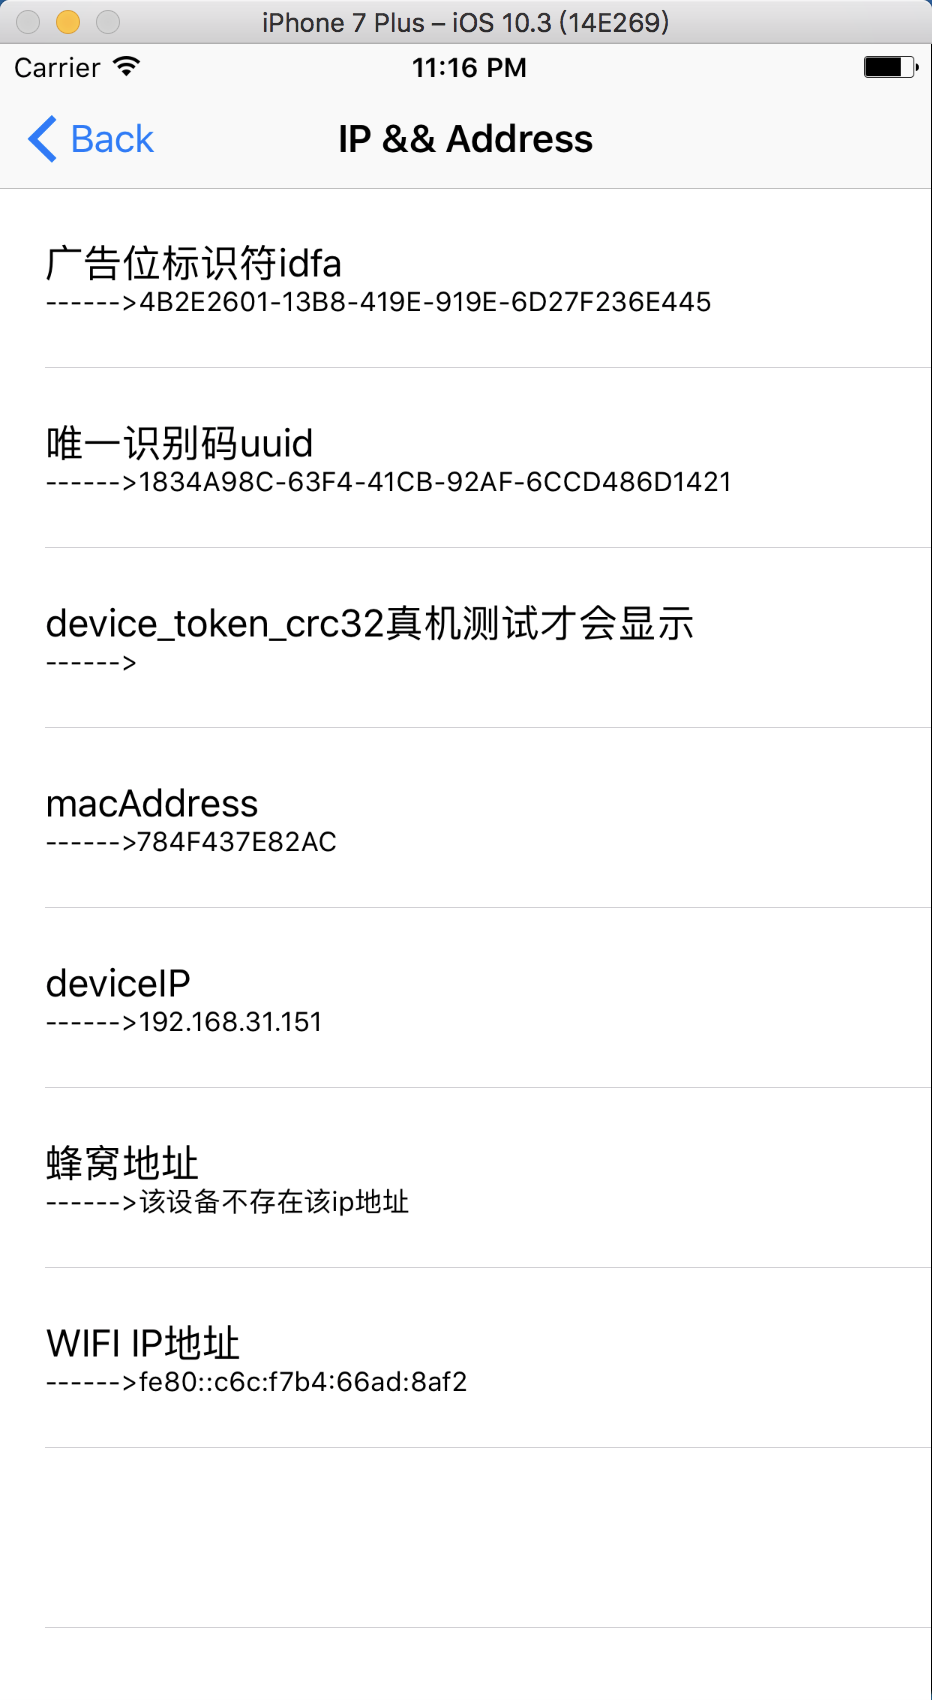 iPhone 7 Plus – iOS 10.3 (14E269)
Carrier 11:16 PM
Back IP && Address
广告位标识符idfa
------>4B2E2601-13B8-419E-919E-6D27F236E445
唯一识别码uuid
------>1834A98C-63F4-41CB-92AF-6CCD486D1421
device_token_crc32真机测试才会显示
------>
macAddress
------>784F437E82AC
deviceIP
------>192.168.31.151
蜂窝地址
------>该设备不存在该ip地址
WIFI IP地址
------>fe80::c6c:f7b4:66ad:8af2